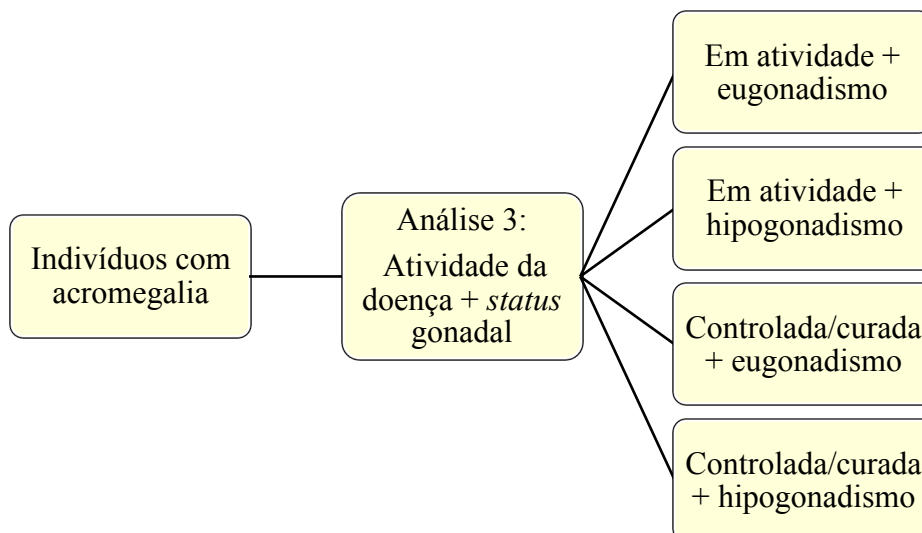 Indivíduos com
acromegalia
Análise 3:
Atividade da
doença + status
gonadal
Em atividade +
eugonadismo
Em atividade +
hipogonadismo
Controlada/curada
+ eugonadismo
Controlada/curada
+ hipogonadismo